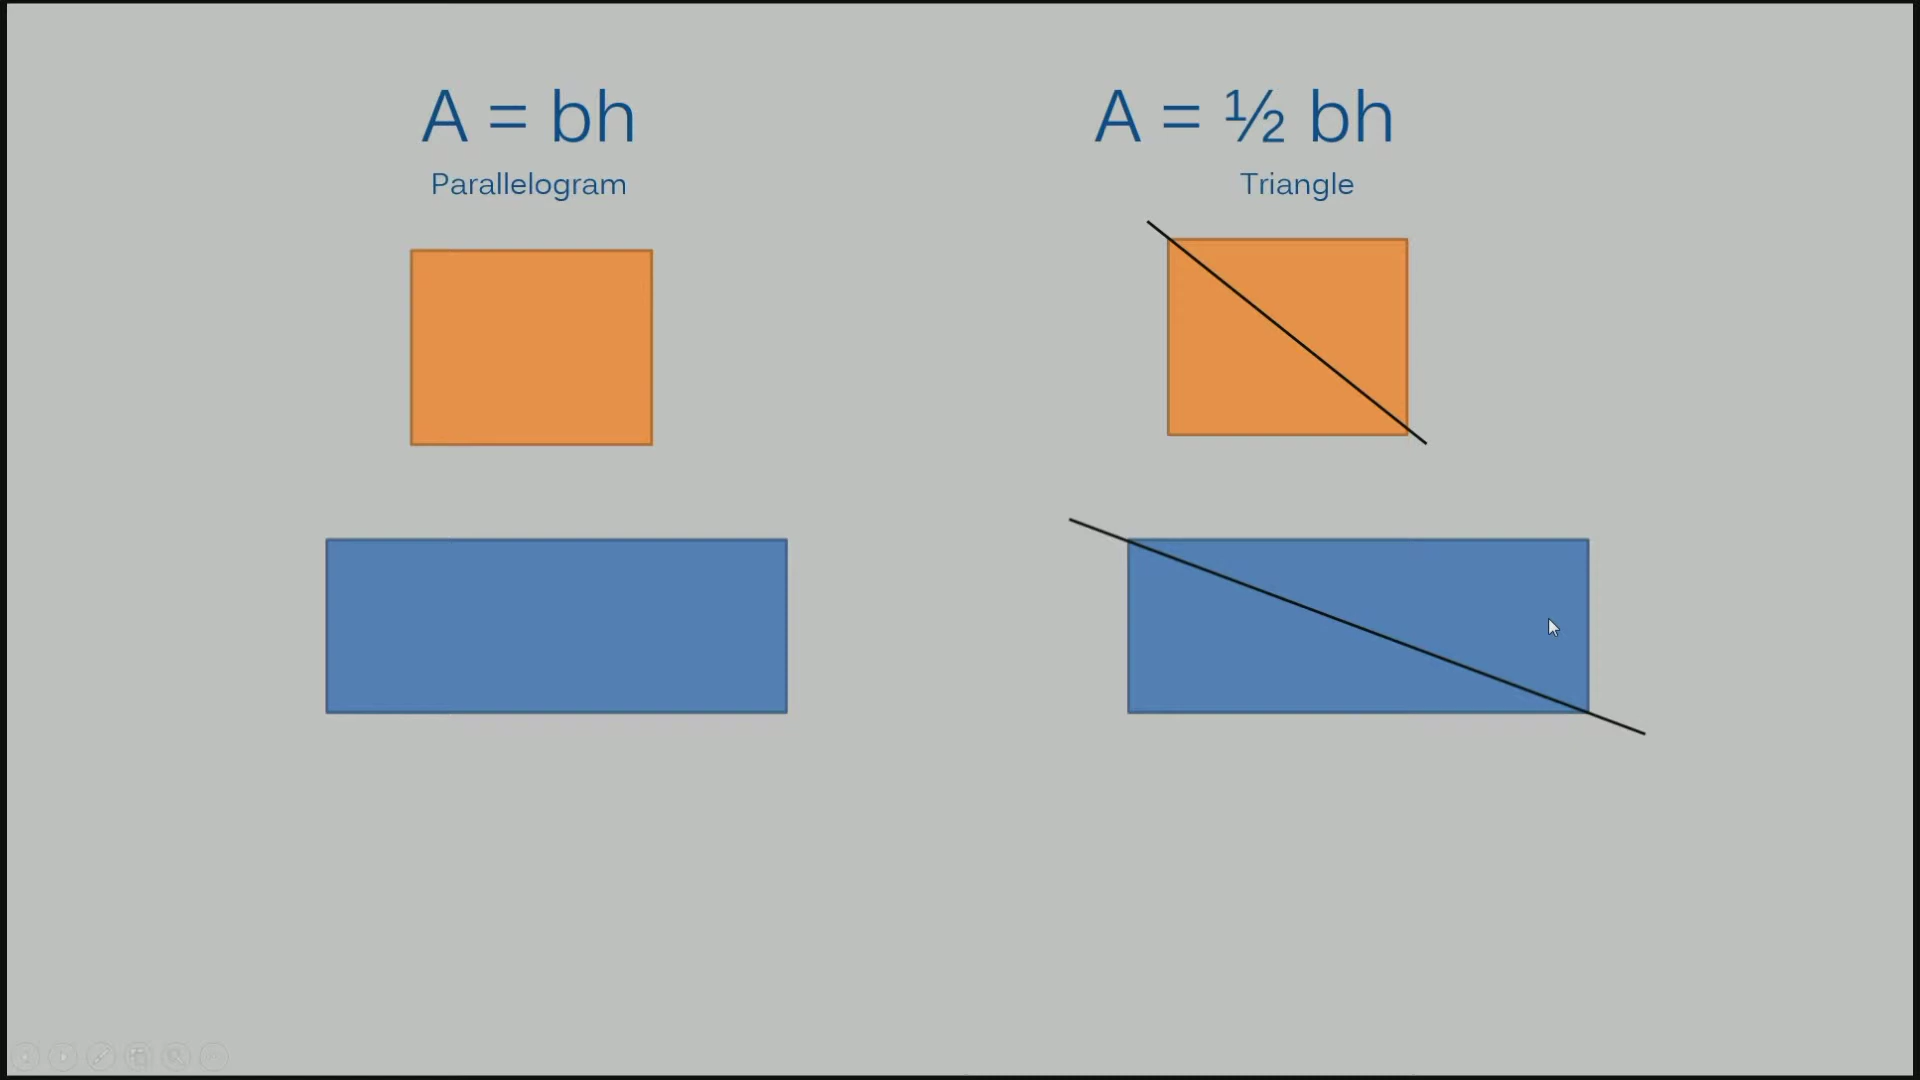 A = bh
Parallelogram
A = ½ bh
Triangle